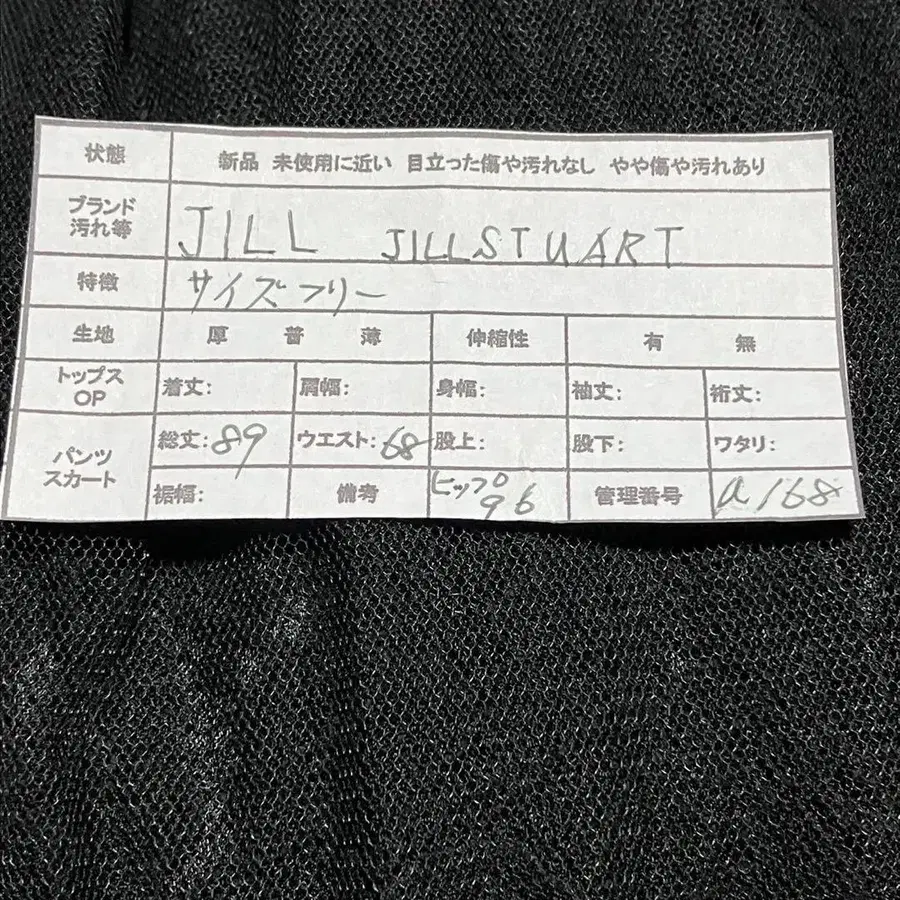 状態 新品 未使用に近い 目立った傷や汚れなし やや傷や汚れあり
ブランド
汚れ等 JILL JILLSTUART
特徴 サイズフリー
生地 厚 普 薄 伸縮性 有 無
トップス
OP 着丈: 肩幅: 身幅: 袖丈: 裄丈:
パンツ
スカート 総丈:89 ウエスト:68 股上: 股下: ワタリ:
裾幅: 備考 ヒップ96 管理番号 a168